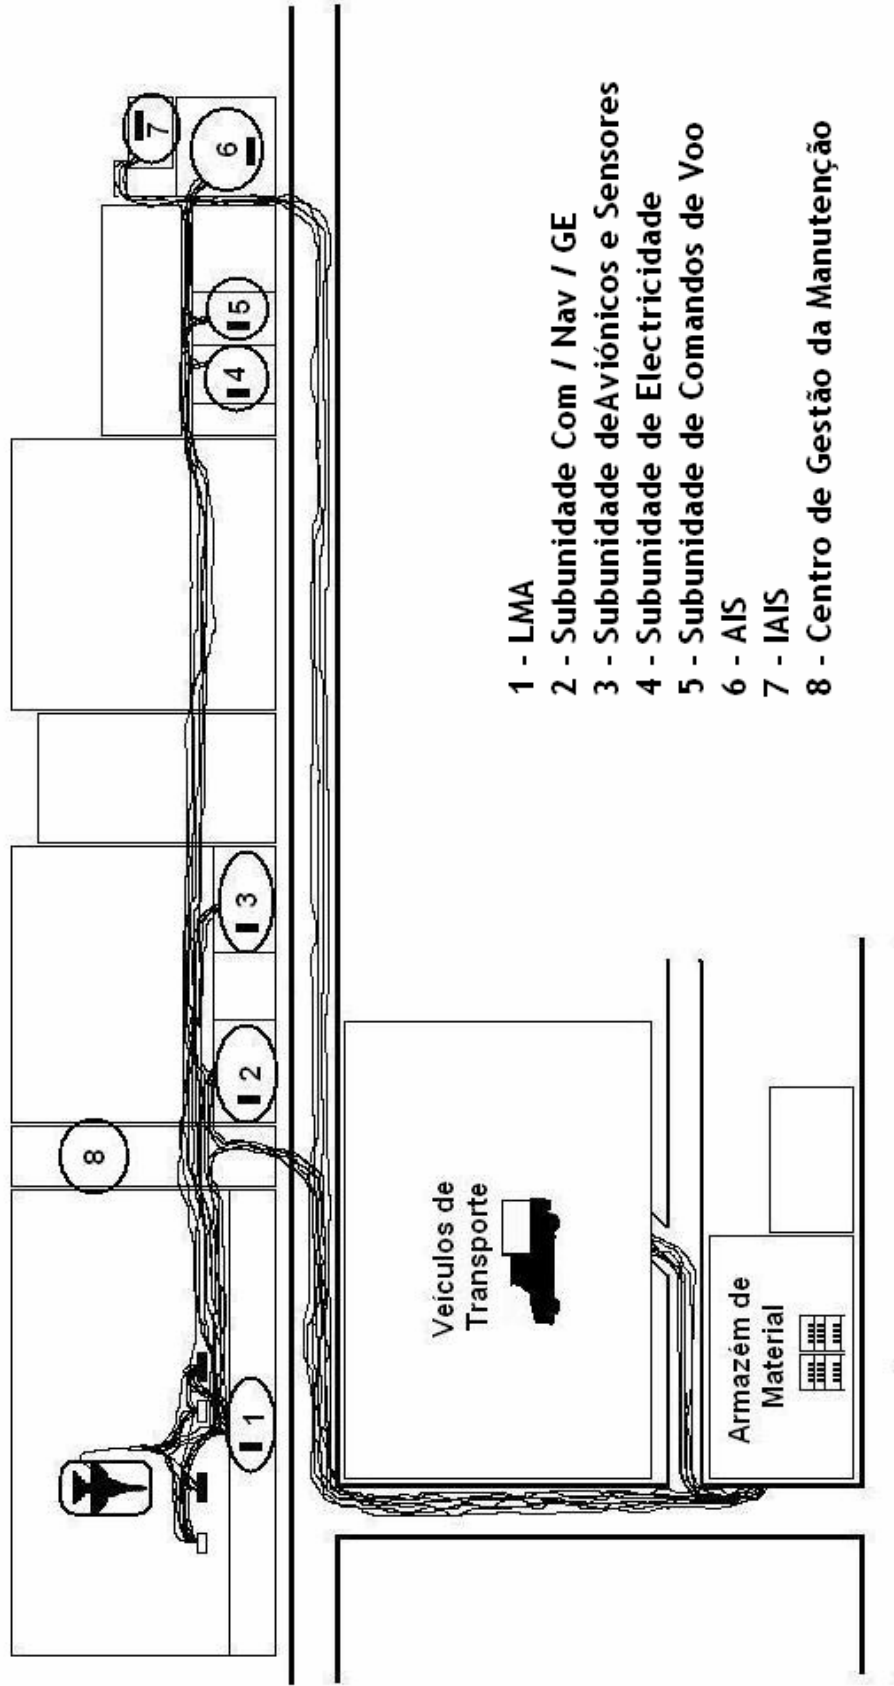 1
2
3
4
5
6
7
8
Veículos de
Transporte
Armazém de
Material
1 - LMA
2 - Subunidade Com / Nav / GE
3 - Subunidade deAviónicos e Sensores
4 - Subunidade de Electricidade
5 - Subunidade de Comandos de Voo
6 - AIS
7 - IAIS
8 - Centro de Gestão da Manutenção